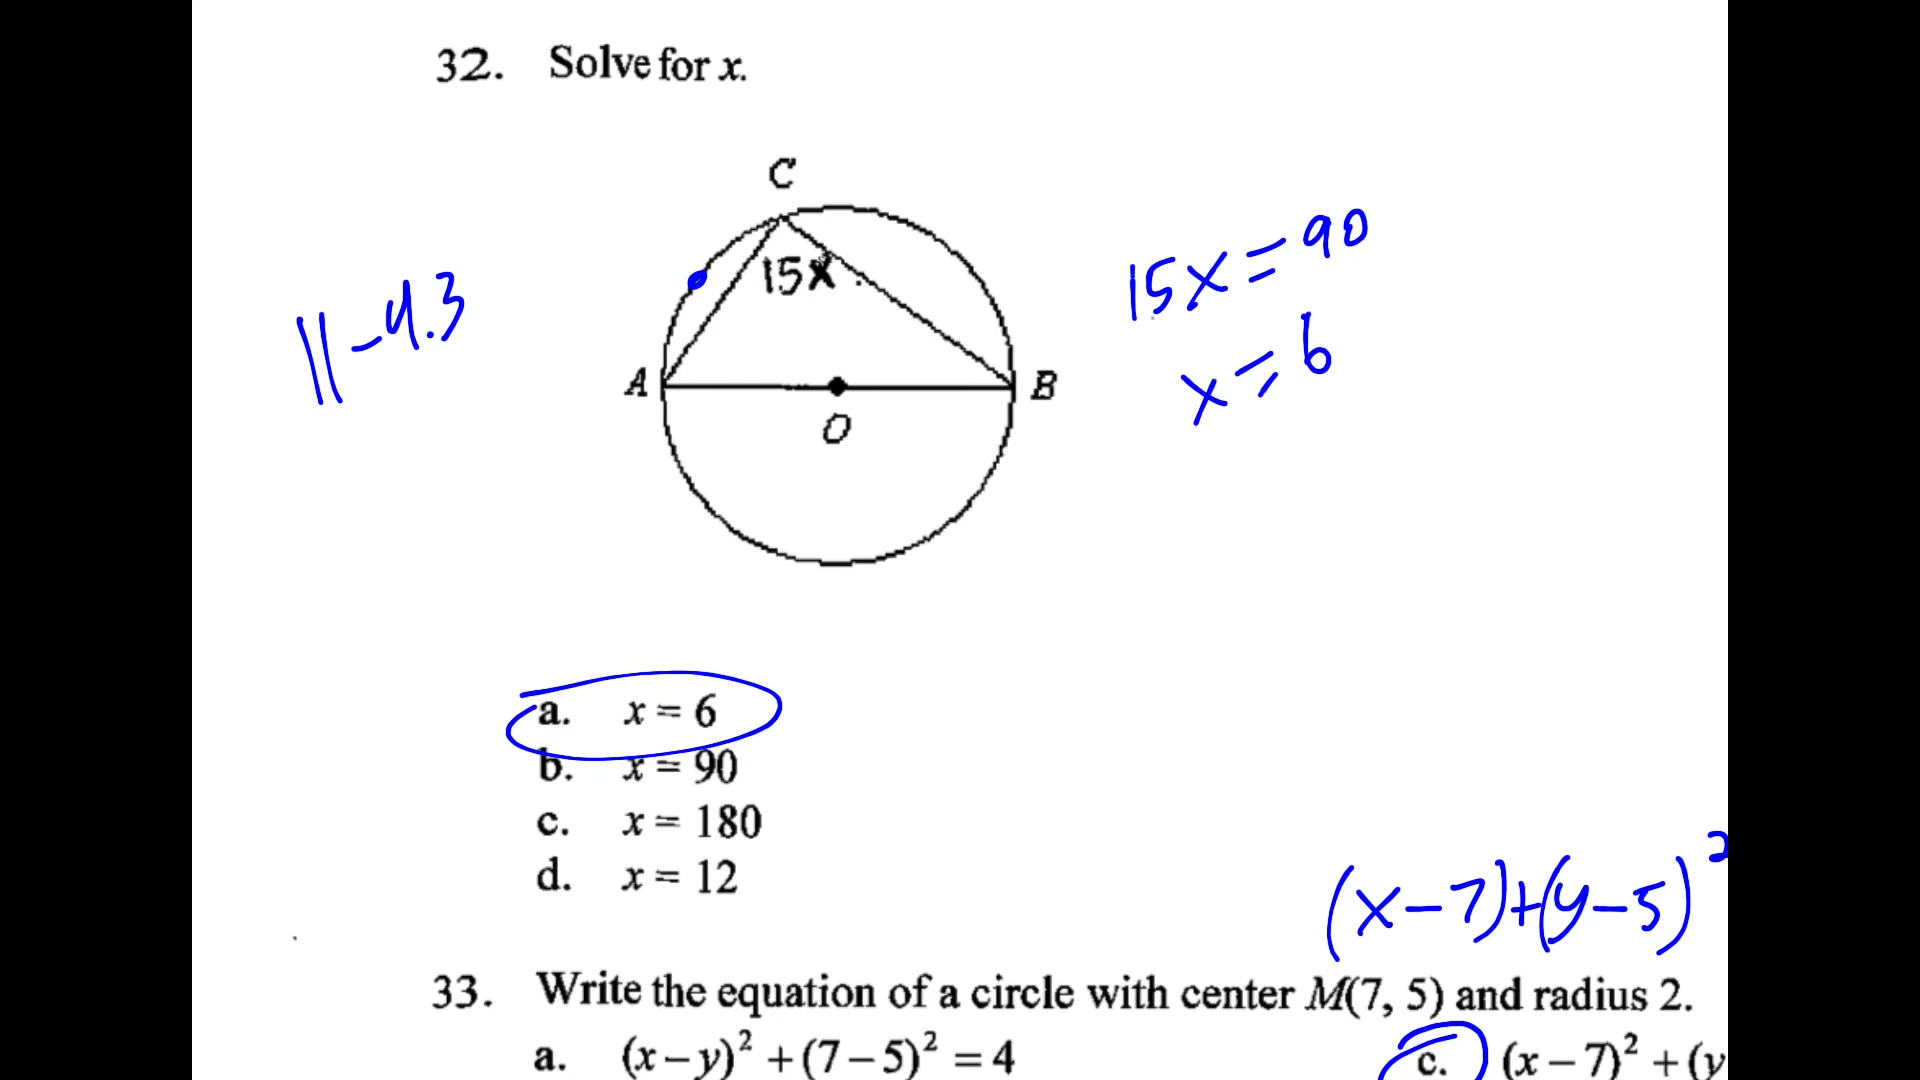 32. Solve for x.
C
15x
15x = 90
11-4.3
x = 6
A
B
O
a. x = 6
b. x = 90
c. x = 180
d. x = 12
(x-7)+(y-5)²
33. Write the equation of a circle with center M(7, 5) and radius 2.
a. (x - y)² + (7 - 5)² = 4
c. (x - 7)² + (y